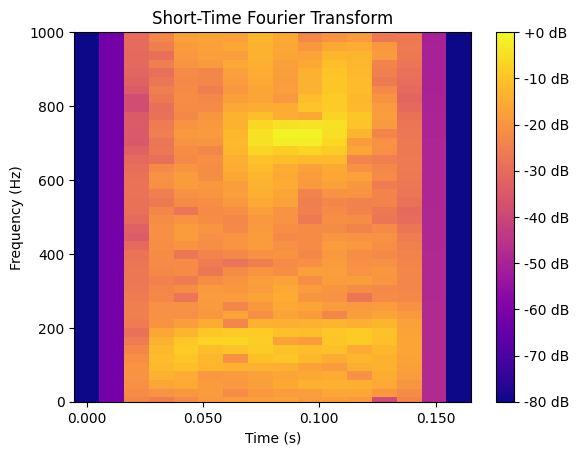 Short-Time Fourier Transform
1000
800
600
400
200
0
Frequency (Hz)
0.000
0.050
0.100
0.150
Time (s)
+0 dB
-10 dB
-20 dB
-30 dB
-40 dB
-50 dB
-60 dB
-70 dB
-80 dB